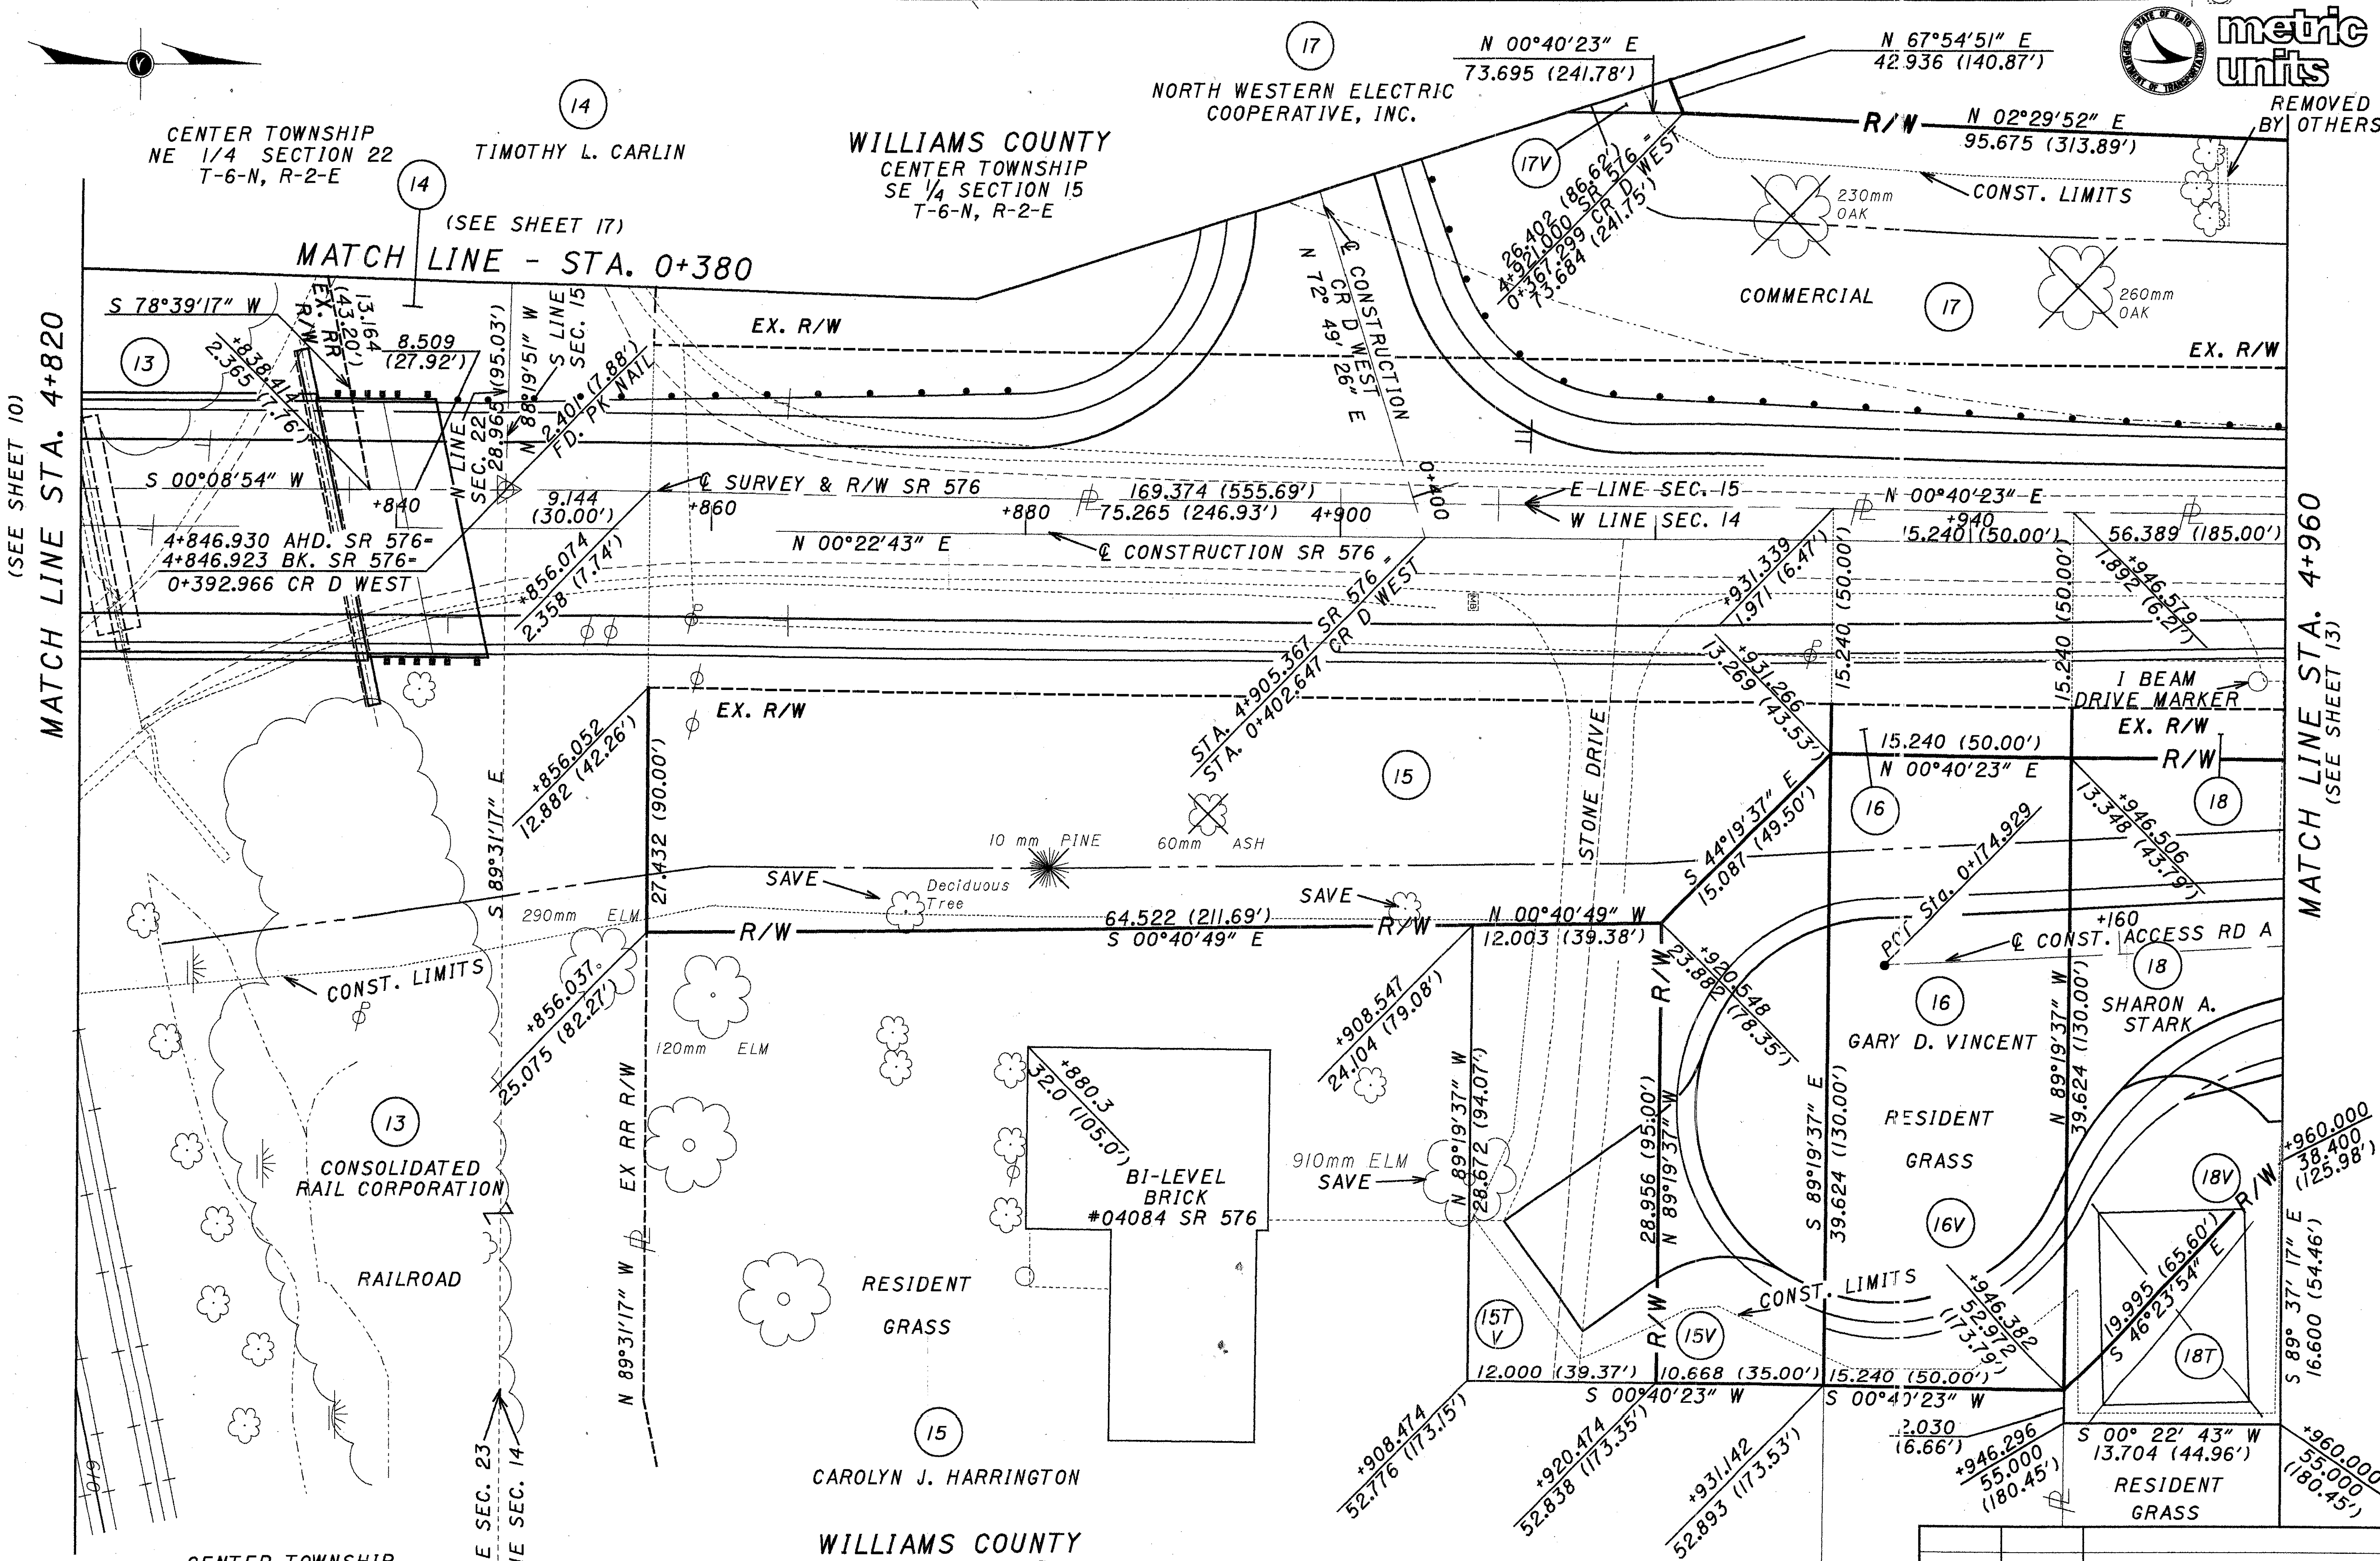 N 00°40'23" E
73.695 (241.78')
N 67°54'51" E
42.936 (140.87')
STATE OF OHIO
DEPARTMENT OF TRANSPORTATION
metric
units
REMOVED
BY OTHERS
17
NORTH WESTERN ELECTRIC
COOPERATIVE, INC.
14
TIMOTHY L. CARLIN
CENTER TOWNSHIP
NE 1/4 SECTION 22
T-6-N, R-2-E
14
WILLIAMS COUNTY
CENTER TOWNSHIP
SE 1/4 SECTION 15
T-6-N, R-2-E
R/W
N 02°29'52" E
95.675 (313.89')
17V
CONST. LIMITS
230mm
OAK
(SEE SHEET 17)
MATCH LINE - STA. 0+380
26.402 (86.62')
4+921.000 SR 576 =
0+367.299 CR D WEST
73.684 (241.75')
℄ CONSTRUCTION
CR D WEST
N 72° 49' 26" E
COMMERCIAL
17
260mm
OAK
EX. R/W
(SEE SHEET 10)
MATCH LINE STA. 4+820
S 78°39'17" W
EX. RR
R/W
13.164
(43.20')
8.509
(27.92')
28.965 (95.03')
N 88°19'51" W
S LINE
SEC. 15
EX. R/W
13
+838.414
2.365 (7.76')
N LINE
SEC. 22
2.401 (7.88')
FD. PK NAIL
S 00°08'54" W
+840
9.144
(30.00')
℄ SURVEY & R/W SR 576
+860
169.374 (555.69')
75.265 (246.93')
+880
4+900
0+400
E LINE SEC. 15
W LINE SEC. 14
N 00°40'23" E
+940
15.240 (50.00')
56.389 (185.00')
4+846.930 AHD. SR 576=
4+846.923 BK. SR 576=
0+392.966 CR D WEST
N 00°22'43" E
℄ CONSTRUCTION SR 576
+856.074
2.358 (7.74')
STA. 4+905.367 SR 576 =
STA. 0+402.647 CR D WEST
MB
+931.339
1.971 (6.47')
15.240 (50.00')
+931.266
13.269 (43.53')
15.240 (50.00')
+946.579
1.892 (6.21')
MATCH LINE STA. 4+960
(SEE SHEET 13)
I BEAM
DRIVE MARKER
EX. R/W
R/W
EX. R/W
+856.052
12.882 (42.26')
27.432 (90.00')
S 89°31'17" E
15
STONE DRIVE
15.240 (50.00')
N 00°40'23" E
16
18
+946.506
13.348 (43.79')
S 44°19'37" E
15.087 (49.50')
POT Sta. 0+174.929
10 mm PINE
60mm ASH
SAVE
Deciduous
Tree
SAVE
290mm ELM
R/W
64.522 (211.69')
S 00°40'49" E
R/W
N 00°40'49" W
12.003 (39.38')
+160
℄ CONST. ACCESS RD A
CONST. LIMITS
+856.037
25.075 (82.27')
120mm ELM
+908.547
24.104 (79.08')
R/W
+920.548
23.882 (78.35')
16
GARY D. VINCENT
18
SHARON A.
STARK
N 89°31'17" W
EX RR R/W
+880.3
32.0 (105.0')
BI-LEVEL
BRICK
#04084 SR 576
910mm ELM
SAVE
N 89°19'37" W
28.672 (94.07')
28.956 (95.00')
N 89°19'37" W
S 89°19'37" E
39.624 (130.00')
N 89°19'37" W
39.624 (130.00')
RESIDENT
GRASS
13
CONSOLIDATED
RAIL CORPORATION
RAILROAD
RESIDENT
GRASS
16V
18V
R/W
+960.000
38.400
(125.98')
19.995 (65.60')
S 46°23'54" E
18T
S 89° 37' 17" E
16.600 (54.46')
15T
V
R/W
15V
CONST. LIMITS
+946.382
52.972
(173.79')
12.000 (39.37')
10.668 (35.00')
S 00°40'23" W
15.240 (50.00')
S 00°40'23" W
+908.474
52.776 (173.15')
+920.474
52.838 (173.35')
+931.142
52.893 (173.53')
2.030
(6.66')
+946.296
55.000
(180.45')
S 00° 22' 43" W
13.704 (44.96')
+960.000
55.000
(180.45')
RESIDENT
GRASS
15
CAROLYN J. HARRINGTON
E SEC. 23
SEC. 14
WILLIAMS COUNTY
CENTER TOWNSHIP